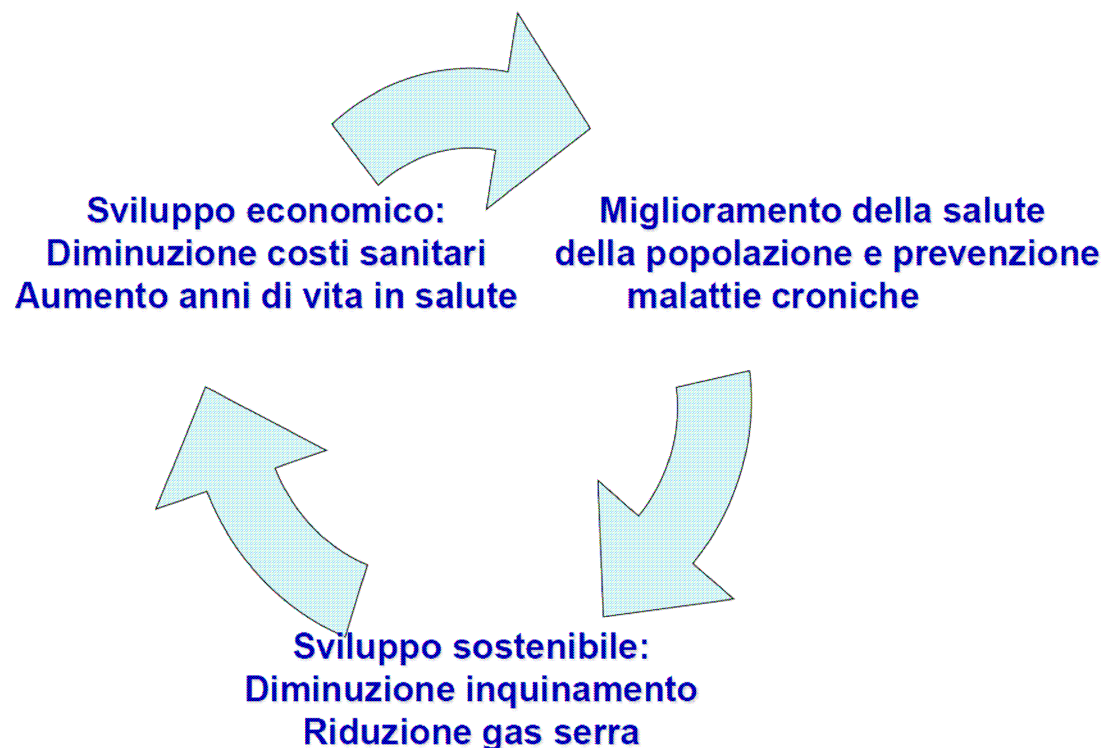 Sviluppo economico:
Diminuzione costi sanitari
Aumento anni di vita in salute
Miglioramento della salute
della popolazione e prevenzione
malattie croniche
Sviluppo sostenibile:
Diminuzione inquinamento
Riduzione gas serra